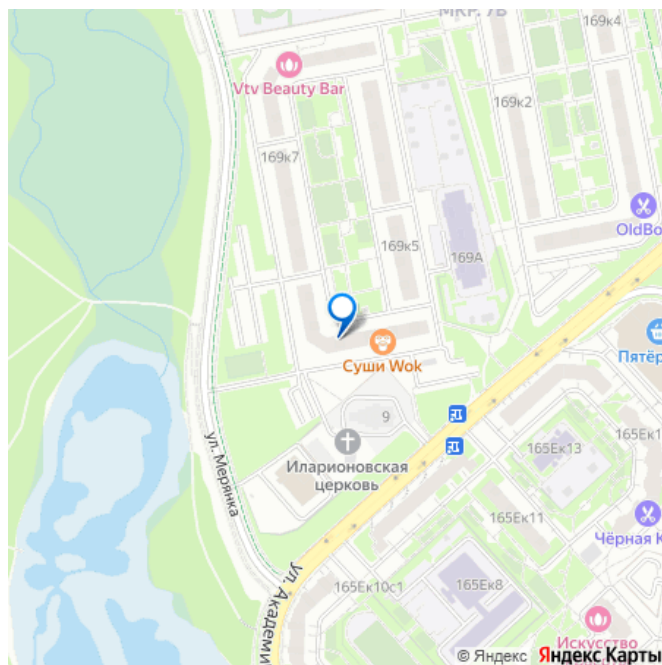 МКР. 7В
169к4
Vtv Beauty Bar
169к2
169к7
OldBo
169к5
169А
Суши Wok
Пятёр
9
165Ек1
Иларионовская
церковь
165Ек13
ул. Мерянка
165Ек11
Чёрная К
ул. Академи
165Ек10с1
165Ек8
Искусство
© Яндекс Яндекс Карты